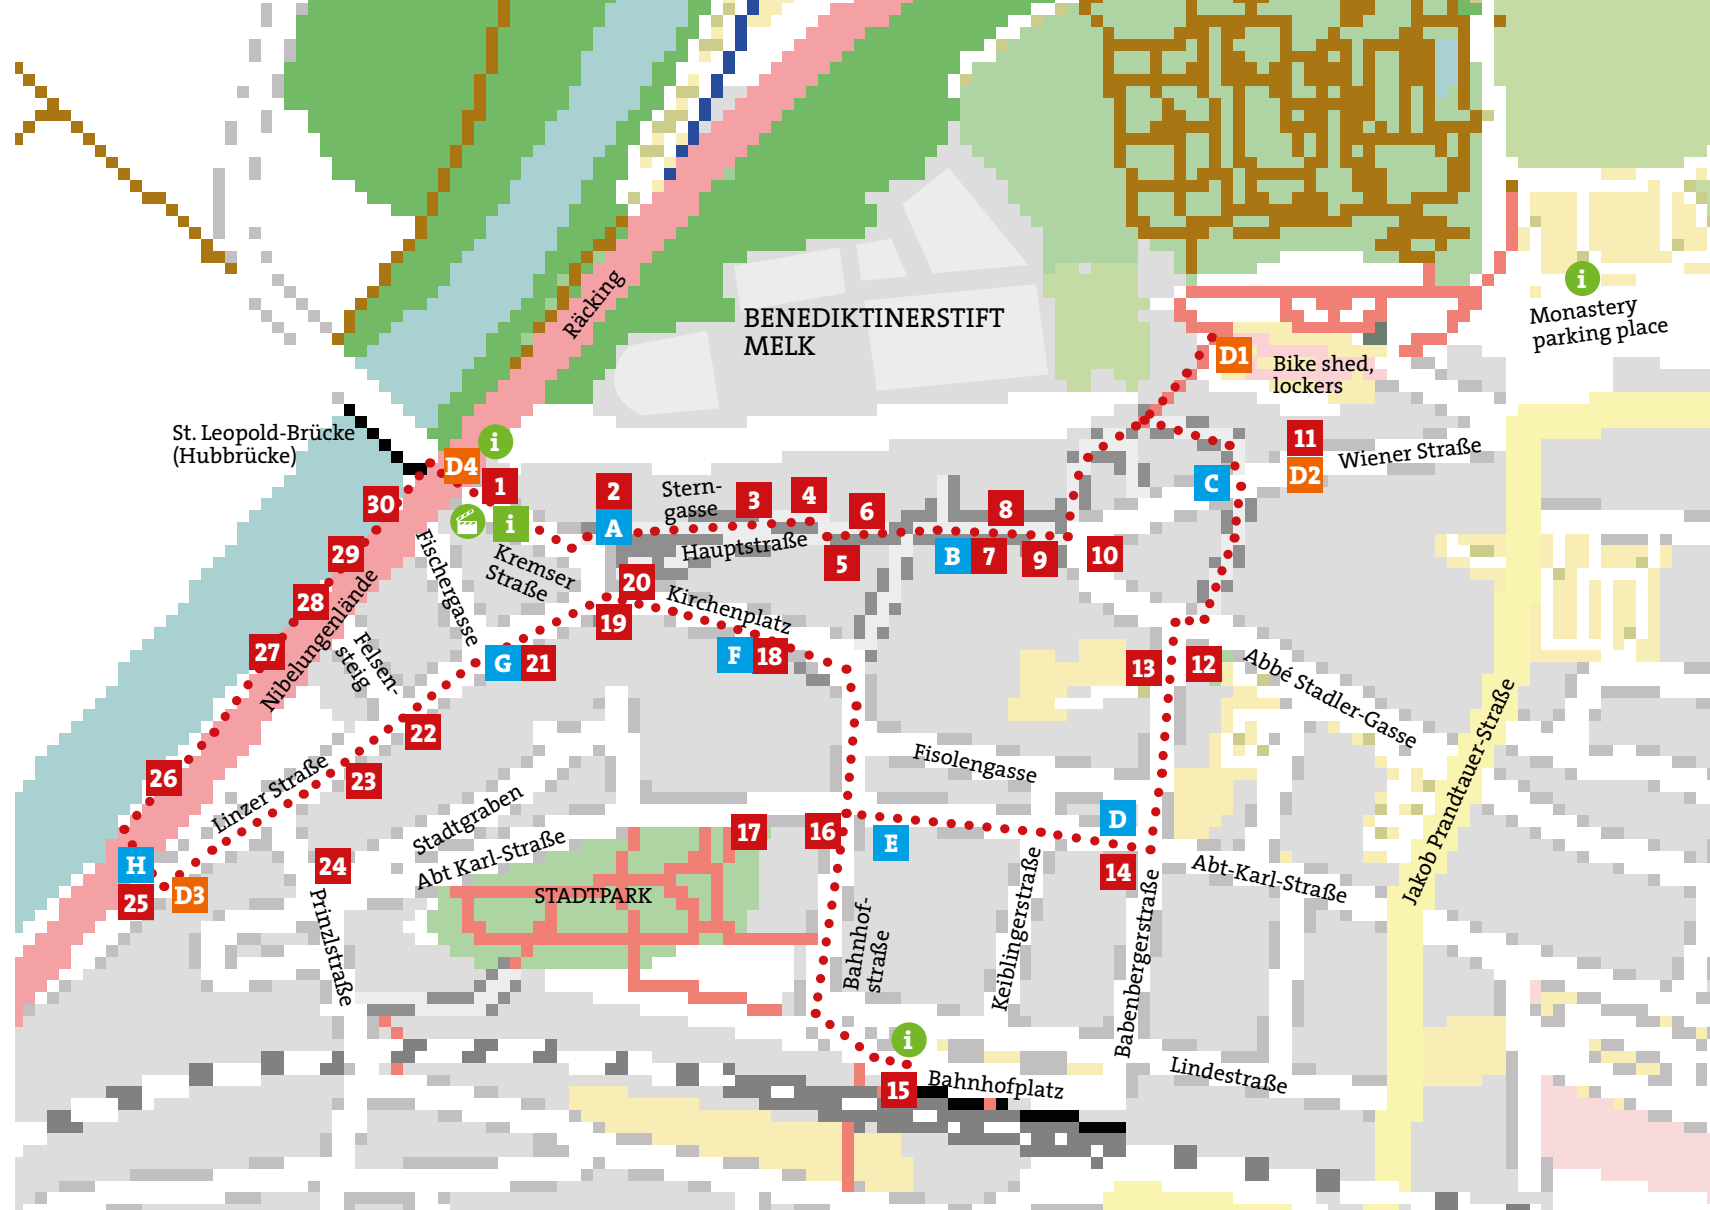 i
Monastery
parking place
Räcking
BENEDIKTINERSTIFT
MELK
D1
Bike shed,
lockers
St. Leopold-Brücke
(Hubbrücke)
i
D4
11
Wiener Straße
D2
C
1
2
Stern-
gasse
3
4
6
8
30
i
A
Hauptstraße
5
B
7
9
10
29
Fischergasse
Kremser
Straße
20
Kirchenplatz
28
Nibelungenlände
19
27
Felsen-
steig
G
21
F
18
13
12
Abbé Stadler-Gasse
22
Fisolengasse
Jakob Prandtauer-Straße
26
Linzer Straße
23
Stadtgraben
17
16
E
D
H
24
Abt Karl-Straße
14
Abt-Karl-Straße
25
D3
STADTPARK
Prinzlstraße
Bahnhof-
straße
Keiblingerstraße
Babenbergerstraße
i
15
Bahnhofplatz
Lindestraße